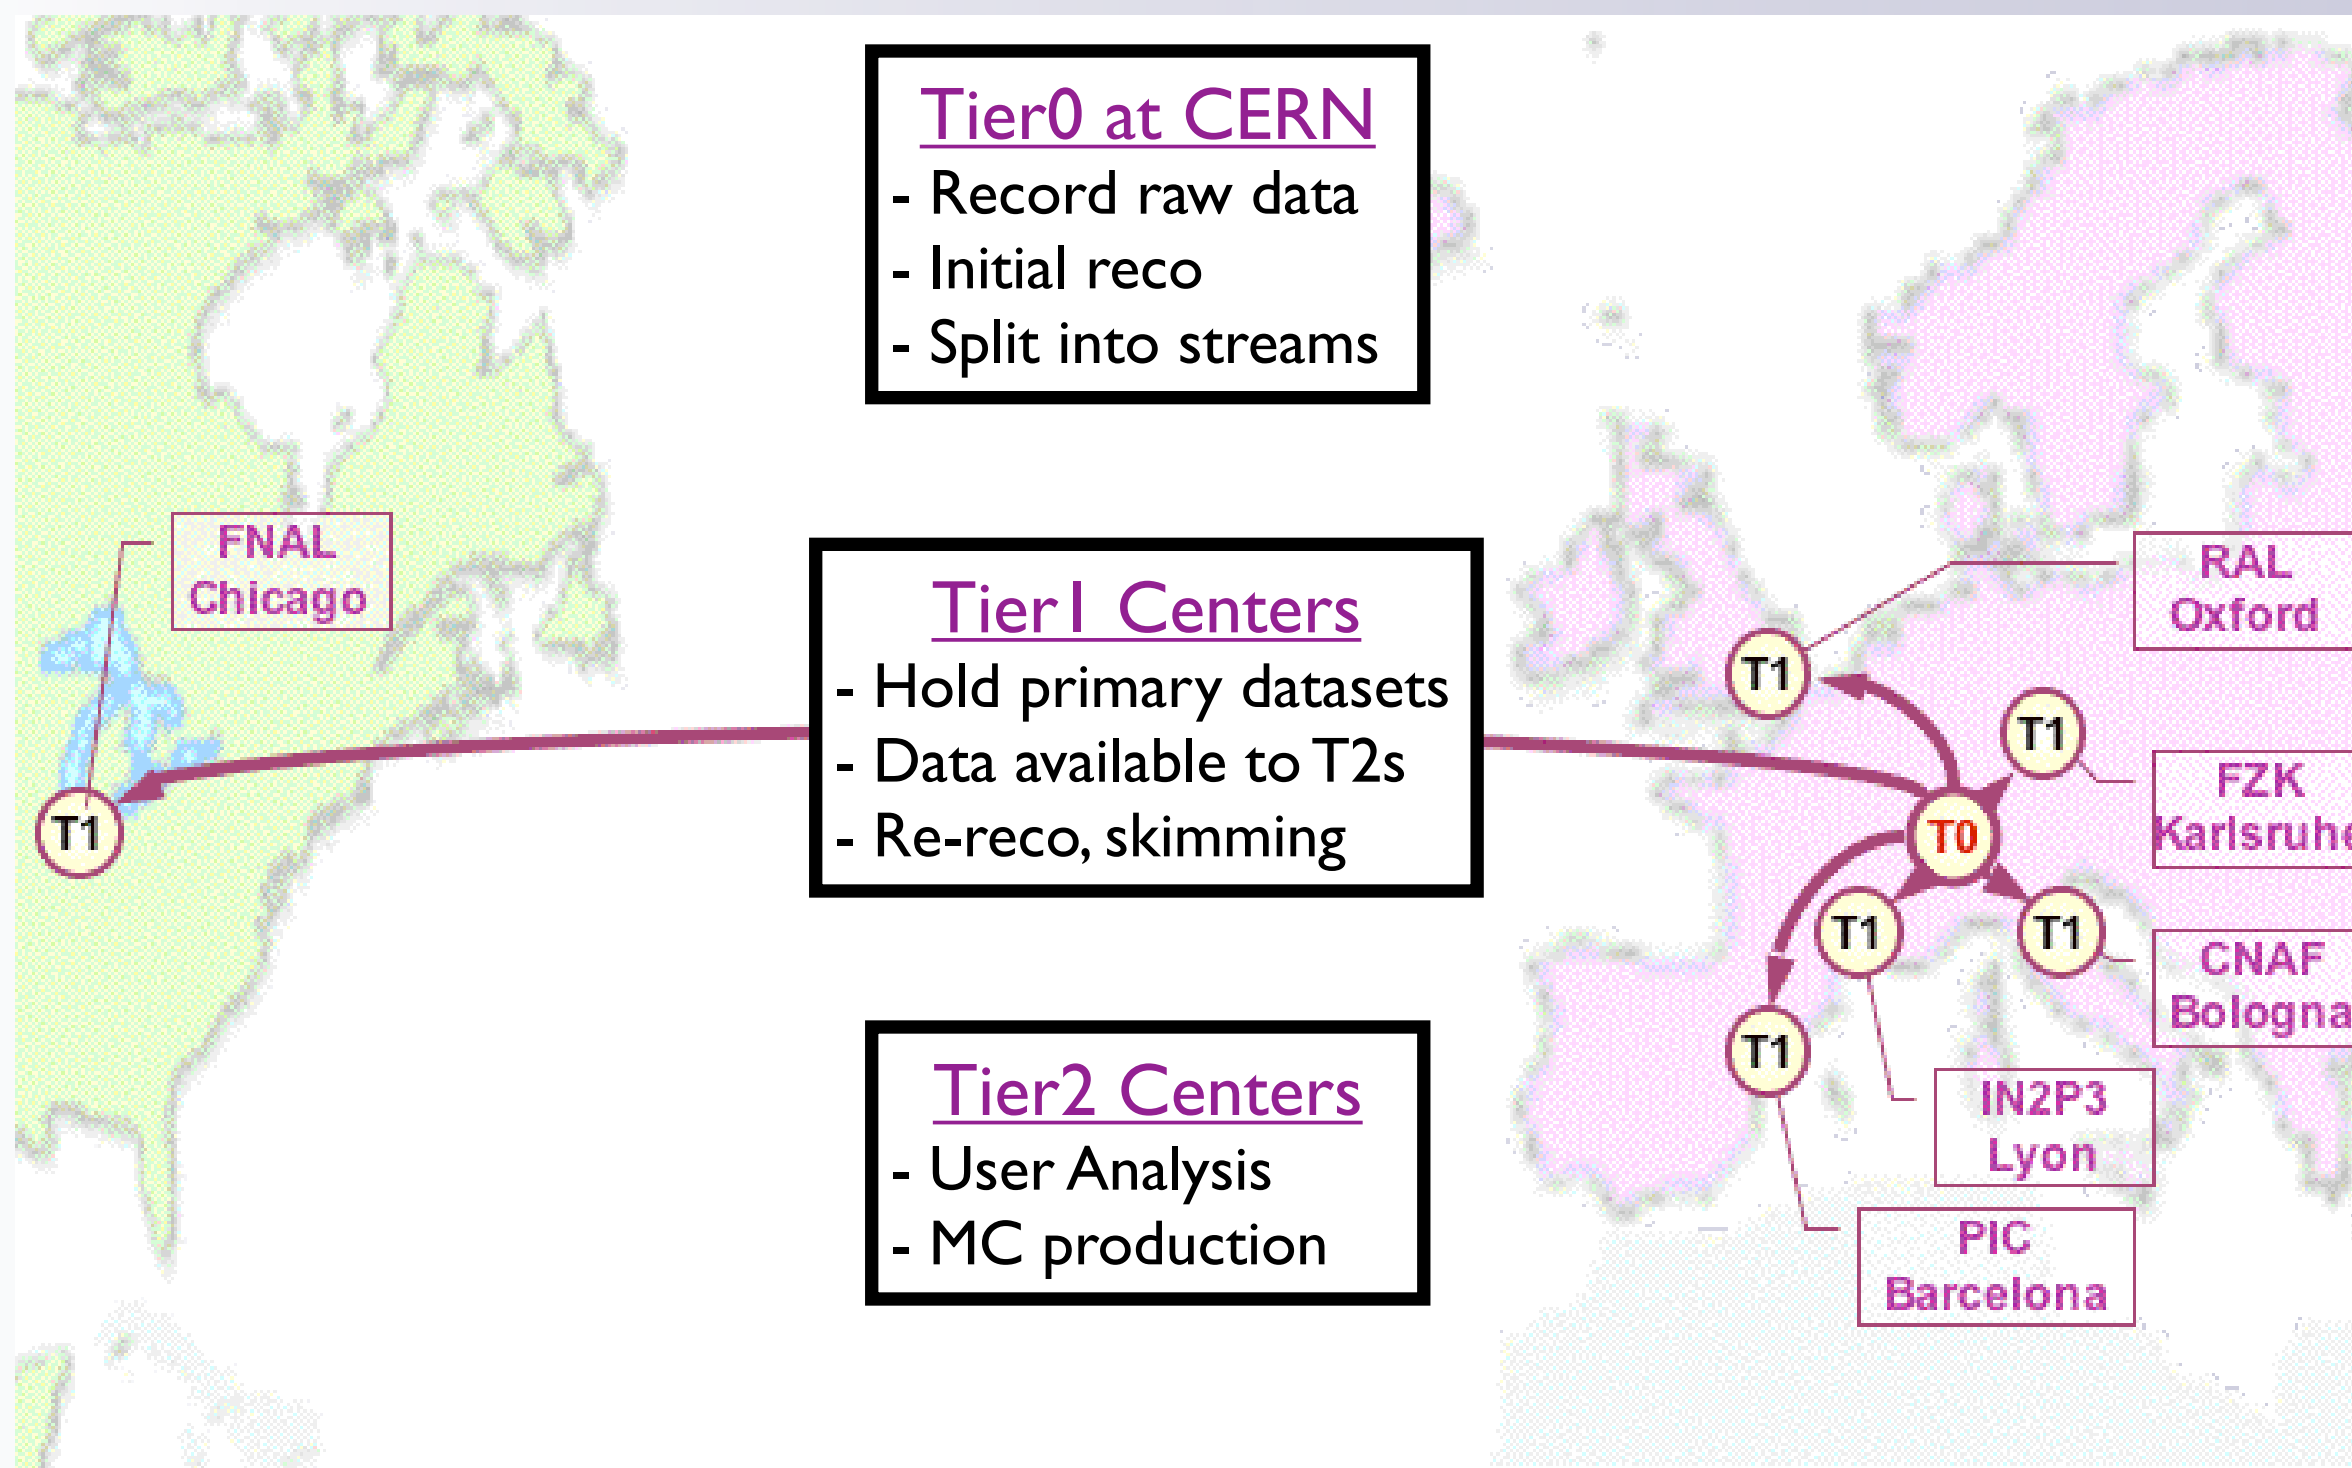 Tier0 at CERN
- Record raw data
- Initial reco
- Split into streams
FNAL
Chicago
Tier1 Centers
- Hold primary datasets
- Data available to T2s
- Re-reco, skimming
RAL
Oxford
T1
T1
FZK
Karlsruhe
T1
T0
T1
T1
CNAF
Bologna
T1
Tier2 Centers
- User Analysis
- MC production
IN2P3
Lyon
PIC
Barcelona